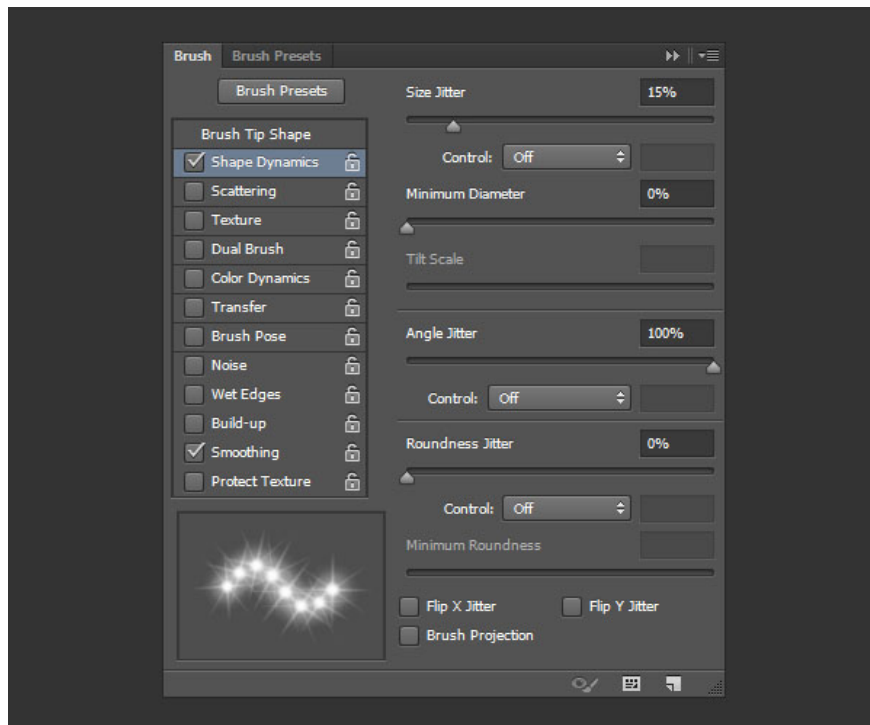 Brush Brush Presets
Brush Presets
Brush Tip Shape
Shape Dynamics
Scattering
Texture
Dual Brush
Color Dynamics
Transfer
Brush Pose
Noise
Wet Edges
Build-up
Smoothing
Protect Texture
Size Jitter 15%
Control: Off
Minimum Diameter 0%
Tilt Scale
Angle Jitter 100%
Control: Off
Roundness Jitter 0%
Control: Off
Minimum Roundness
Flip X Jitter Flip Y Jitter
Brush Projection